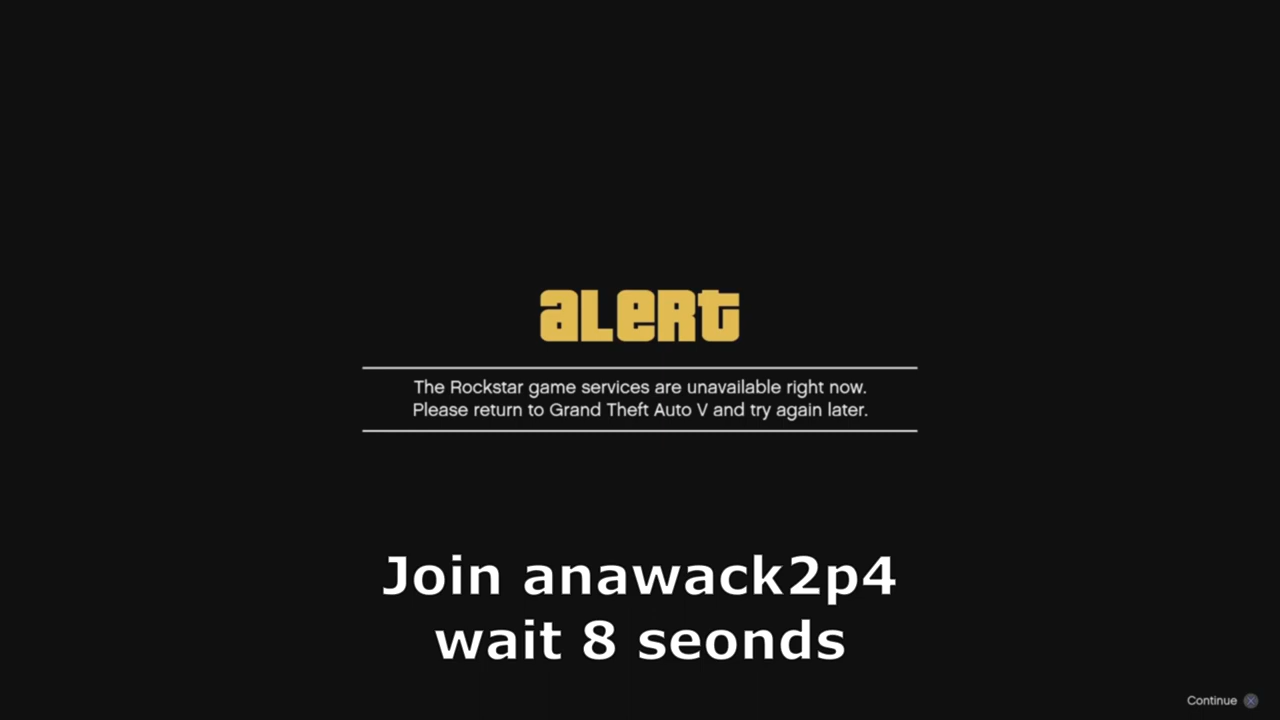 aLeRt
The Rockstar game services are unavailable right now.
Please return to Grand Theft Auto V and try again later.
Join anawack2p4
wait 8 seonds
Continue